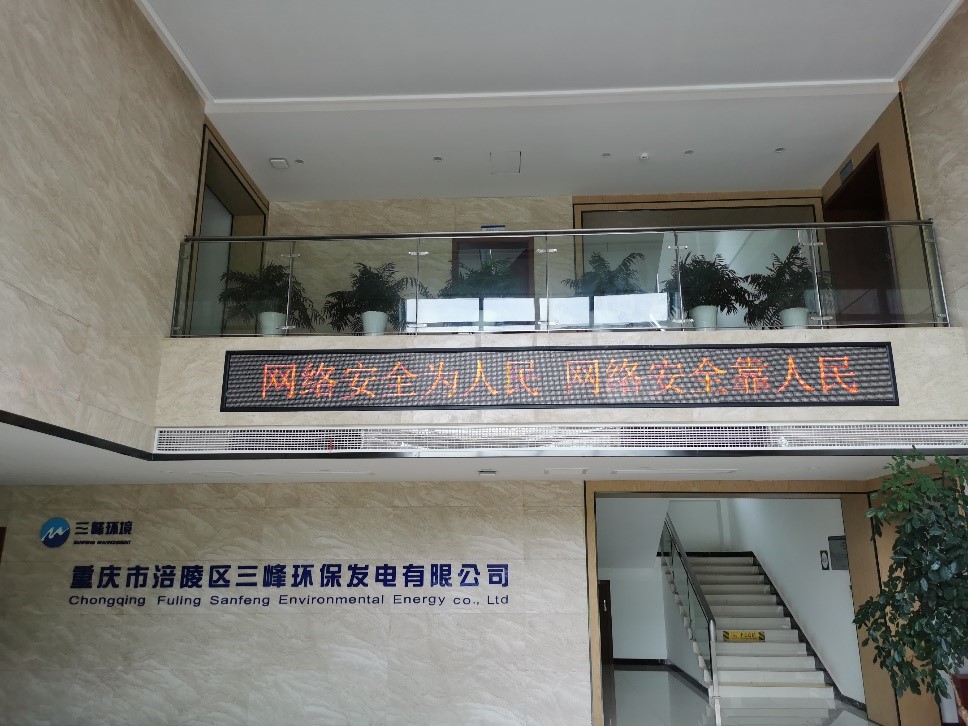 网络安全为人民 网络安全靠人民
三峰环境
重庆市涪陵区三峰环保发电有限公司
Chongqing Fuling Sanfeng Environmental Energy co., Ltd